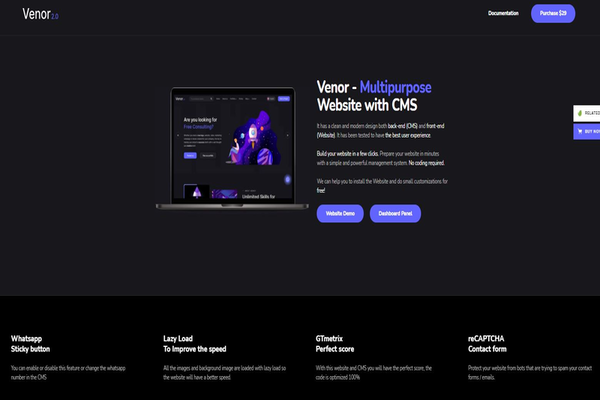 Venor 2.0
Documentation
Purchase $29
Venor - Multipurpose
Website with CMS
It has a clean and modern design both back-end (CMS) and front-end
(Website). It has been tested to have the best user experience.
Build your website in a few clicks. Prepare your website in minutes
with a simple and powerful management system. No coding required.
We can help you to install the Website and do small customizations for
free!
Website Demo
Dashboard Panel
Are you looking for
Free Consulting?
Unlimited Skills For
RELATED
BUY NOW
Whatsapp
Sticky button
You can enable or disable this feature or change the whatsapp
number in the CMS
Lazy Load
To Improve the speed
All the images and background image are loaded with lazy load so
the website will have a better speed.
GTmetrix
Perfect score
With this website and CMS you will have the perfect score, the
code is optimized 100%
reCAPTCHA
Contact form
Protect your website from bots that are trying to spam your contact
forms / emails.